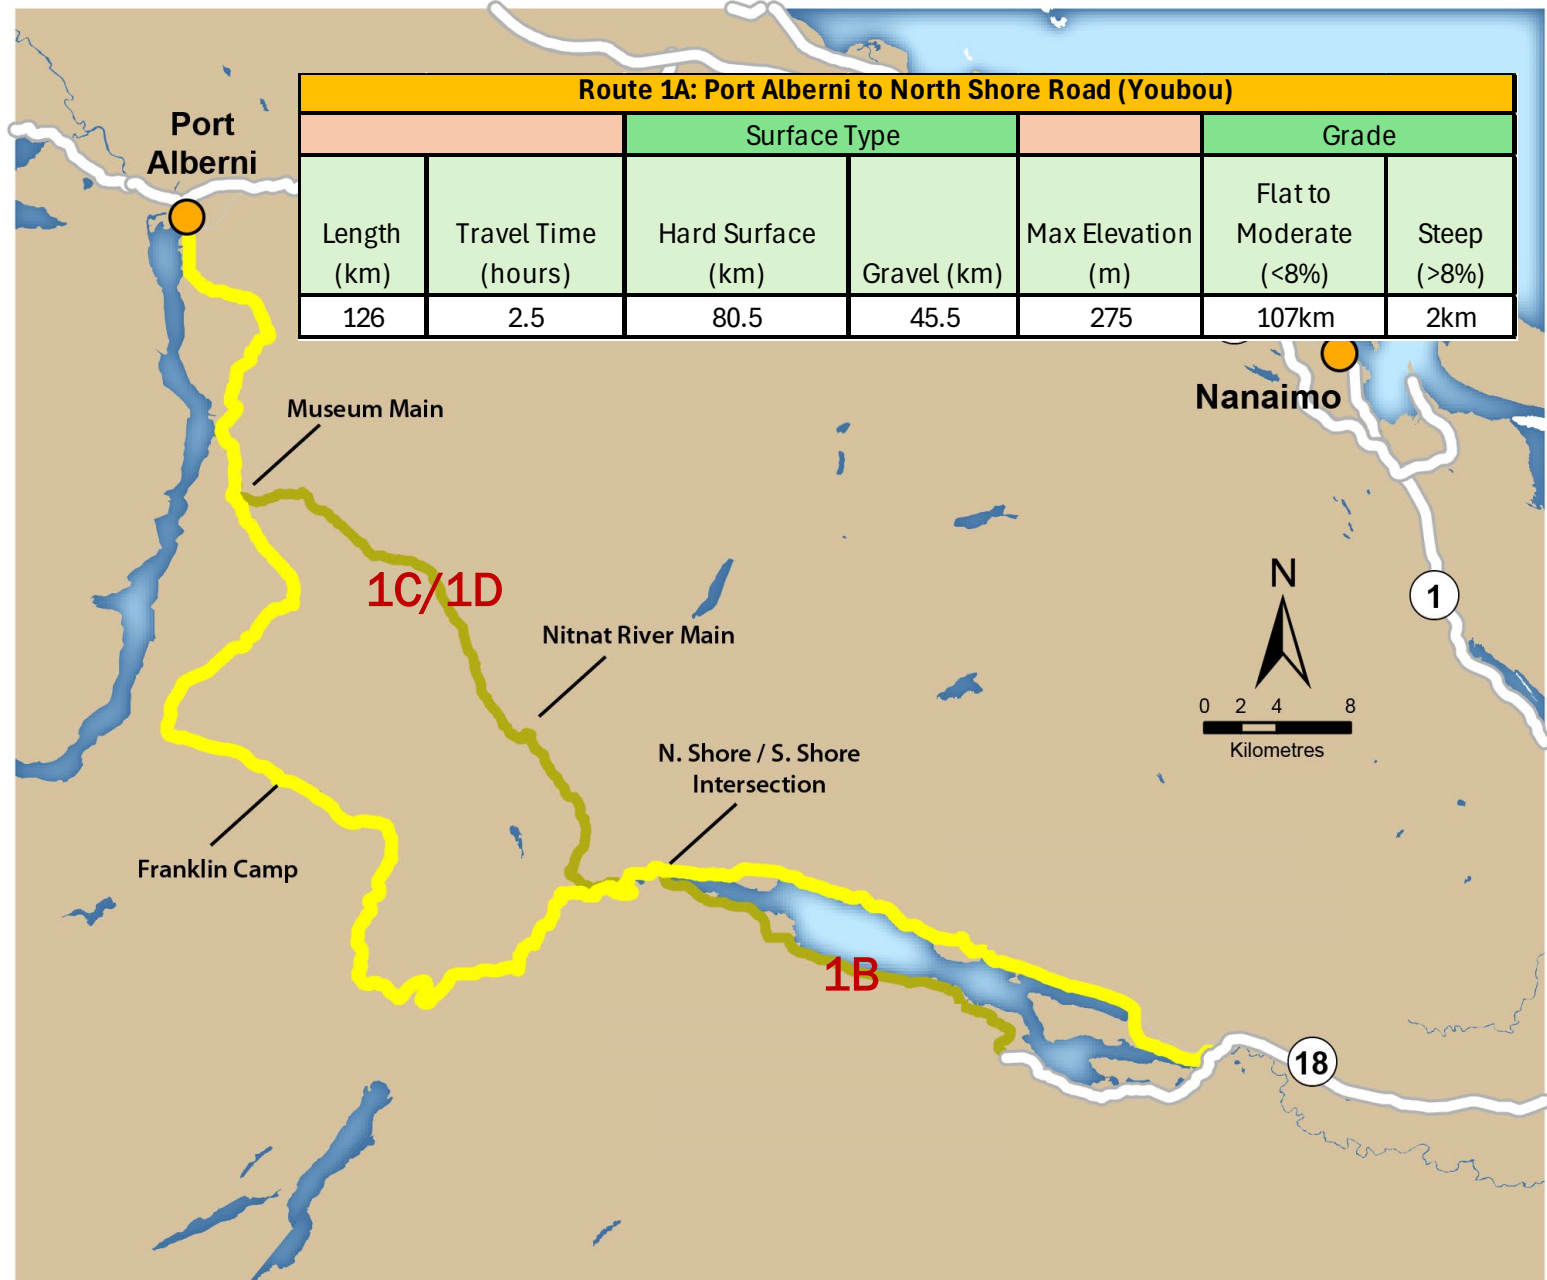 Route 1A: Port Alberni to North Shore Road (Youbou)
Surface Type
Grade
Length
(km)
Travel Time
(hours)
Hard Surface
(km)
Gravel (km)
Max Elevation
(m)
Flat to
Moderate
(<8%)
Steep
(>8%)
126
2.5
80.5
45.5
275
107km
2km
Port
Alberni
Nanaimo
Museum Main
1C/1D
Nitnat River Main
N
1
0 2 4 8
Kilometres
N. Shore / S. Shore
Intersection
Franklin Camp
1B
18